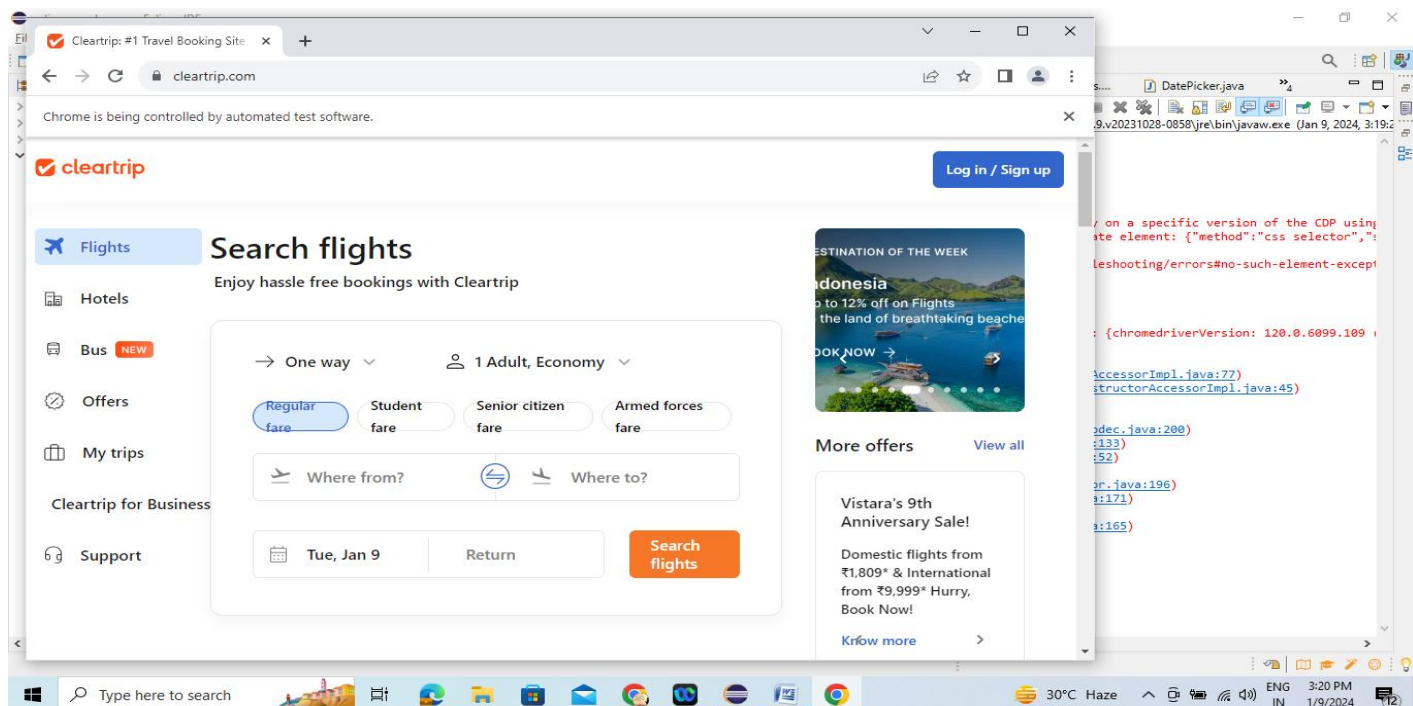 Cleartrip: #1 Travel Booking Site
cleartrip.com
Chrome is being controlled by automated test software.
cleartrip
Log in / Sign up
Flights
Hotels
Bus NEW
Offers
My trips
Cleartrip for Business
Support
Search flights
Enjoy hassle free bookings with Cleartrip
One way
1 Adult, Economy
Regular fare
Student fare
Senior citizen fare
Armed forces fare
Where from?
Where to?
Tue, Jan 9
Return
Search flights
ESTINATION OF THE WEEK
ndonesia
p to 12% off on Flights
the land of breathtaking beache
OOK NOW →
More offers
View all
Vistara's 9th
Anniversary Sale!
Domestic flights from
₹1,809* & International
from ₹9,999* Hurry,
Book Now!
Know more
DatePicker.java
4
.9.v20231028-0858\jre\bin\javaw.exe (Jan 9, 2024, 3:19:2
on a specific version of the CDP using
ate element: {"method":"css selector","s
leshooting/errors#no-such-element-except
: {chromedriverVersion: 120.0.6099.109
AccessorImpl.java:77)
structorAccessorImpl.java:45)
odec.java:200)
:133)
:52)
or.java:196)
a:171)
a:165)
Type here to search
30°C Haze
ENG
IN
3:20 PM
1/9/2024
12